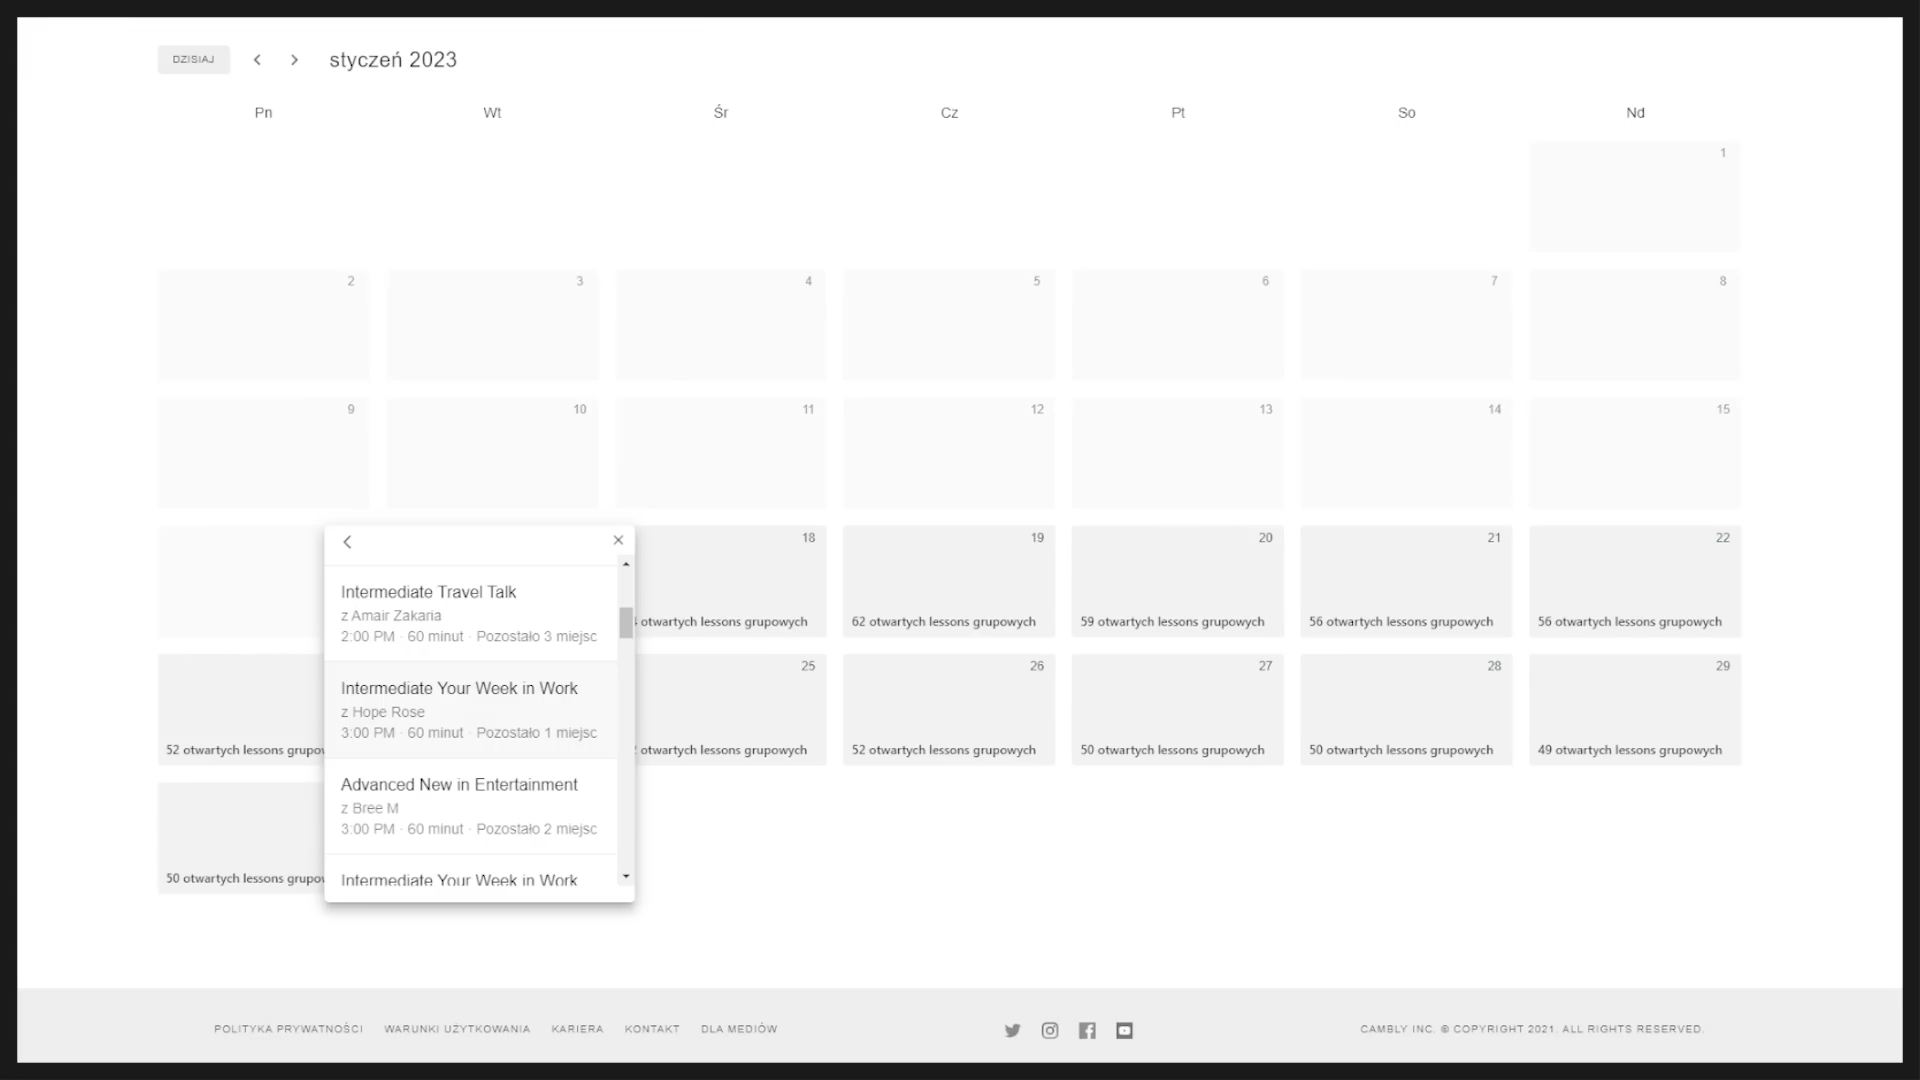 DZISIAJ
styczeń 2023
Pn Wt Śr Cz Pt So Nd
1
2 3 4 5 6 7 8
9 10 11 12 13 14 15
18 19 20 21 22
otwartych lessons grupowych
62 otwartych lessons grupowych
59 otwartych lessons grupowych
56 otwartych lessons grupowych
56 otwartych lessons grupowych
Intermediate Travel Talk
z Amair Zakaria
2:00 PM · 60 minut · Pozostało 3 miejsc
Intermediate Your Week in Work
z Hope Rose
3:00 PM · 60 minut · Pozostało 1 miejsc
Advanced New in Entertainment
z Bree M
3:00 PM · 60 minut · Pozostało 2 miejsc
Intermediate Your Week in Work
25 26 27 28 29
52 otwartych lessons grupow
otwartych lessons grupowych
52 otwartych lessons grupowych
50 otwartych lessons grupowych
50 otwartych lessons grupowych
49 otwartych lessons grupowych
50 otwartych lessons grupow
POLITYKA PRYWATNOŚCI WARUNKI UŻYTKOWANIA KARIERA KONTAKT DLA MEDIÓW
CAMBLY INC. © COPYRIGHT 2021. ALL RIGHTS RESERVED.